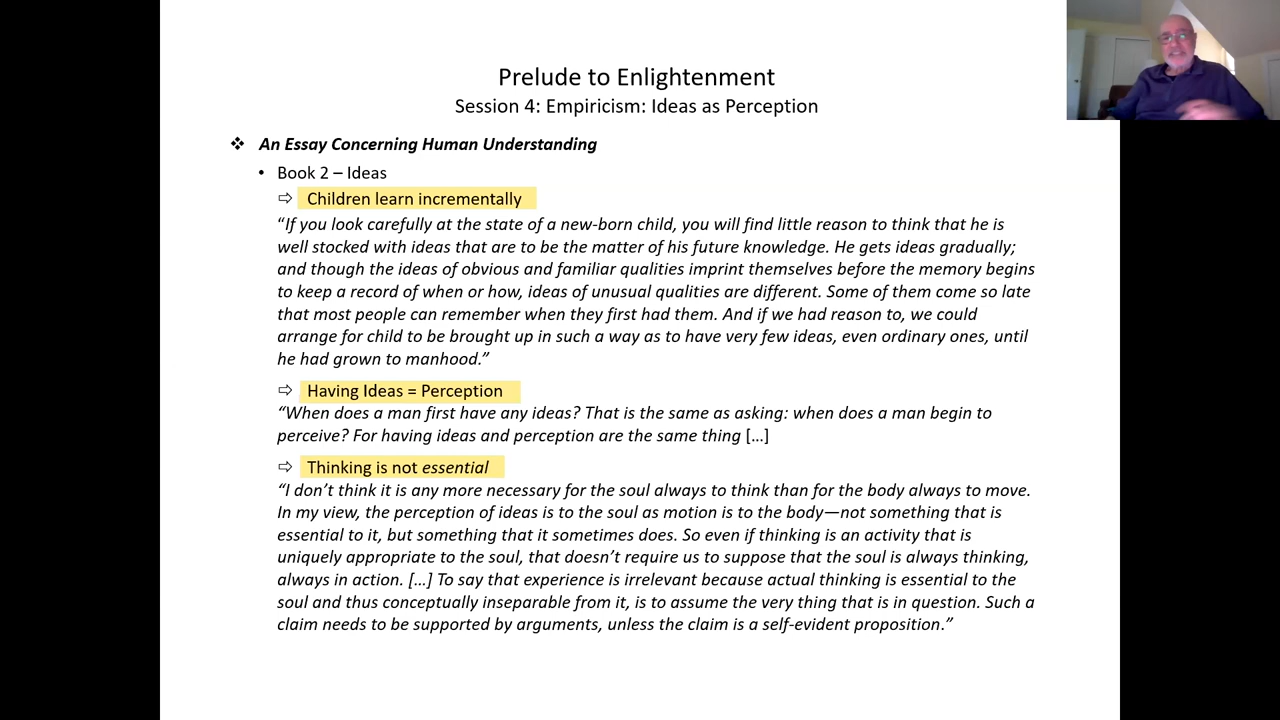 Prelude to Enlightenment
Session 4: Empiricism: Ideas as Perception
❖ An Essay Concerning Human Understanding
• Book 2 – Ideas
⇨ Children learn incrementally
“If you look carefully at the state of a new-born child, you will find little reason to think that he is
well stocked with ideas that are to be the matter of his future knowledge. He gets ideas gradually;
and though the ideas of obvious and familiar qualities imprint themselves before the memory begins
to keep a record of when or how, ideas of unusual qualities are different. Some of them come so late
that most people can remember when they first had them. And if we had reason to, we could
arrange for child to be brought up in such a way as to have very few ideas, even ordinary ones, until
he had grown to manhood.”
⇨ Having Ideas = Perception
“When does a man first have any ideas? That is the same as asking: when does a man begin to
perceive? For having ideas and perception are the same thing […]
⇨ Thinking is not essential
“I don’t think it is any more necessary for the soul always to think than for the body always to move.
In my view, the perception of ideas is to the soul as motion is to the body—not something that is
essential to it, but something that it sometimes does. So even if thinking is an activity that is
uniquely appropriate to the soul, that doesn’t require us to suppose that the soul is always thinking,
always in action. […] To say that experience is irrelevant because actual thinking is essential to the
soul and thus conceptually inseparable from it, is to assume the very thing that is in question. Such a
claim needs to be supported by arguments, unless the claim is a self-evident proposition.”